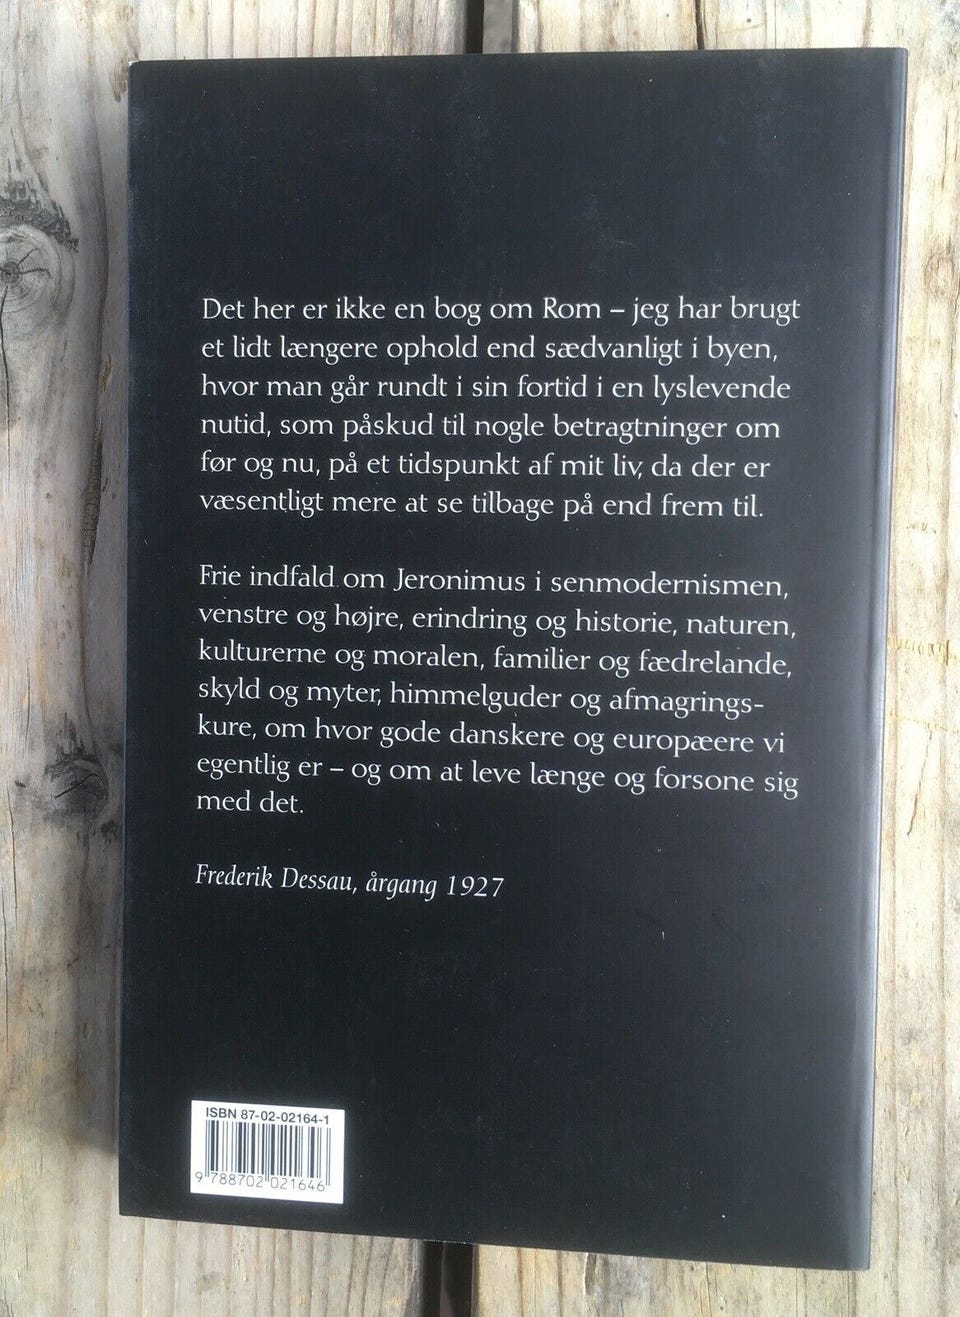 Det her er ikke en bog om Rom – jeg har brugt
et lidt længere ophold end sædvanligt i byen,
hvor man går rundt i sin fortid i en lyslevende
nutid, som påskud til nogle betragtninger om
før og nu, på et tidspunkt af mit liv, da der er
væsentligt mere at se tilbage på end frem til.
Frie indfald om Jeronimus i senmodernismen,
venstre og højre, erindring og historie, naturen,
kulturerne og moralen, familier og fædrelande,
skyld og myter, himmelguder og afmagrings-
kure, om hvor gode danskere og europæere vi
egentlig er – og om at leve længe og forsone sig
med det.
Frederik Dessau, årgang 1927
ISBN 87-02-02164-1
9 788702 021646